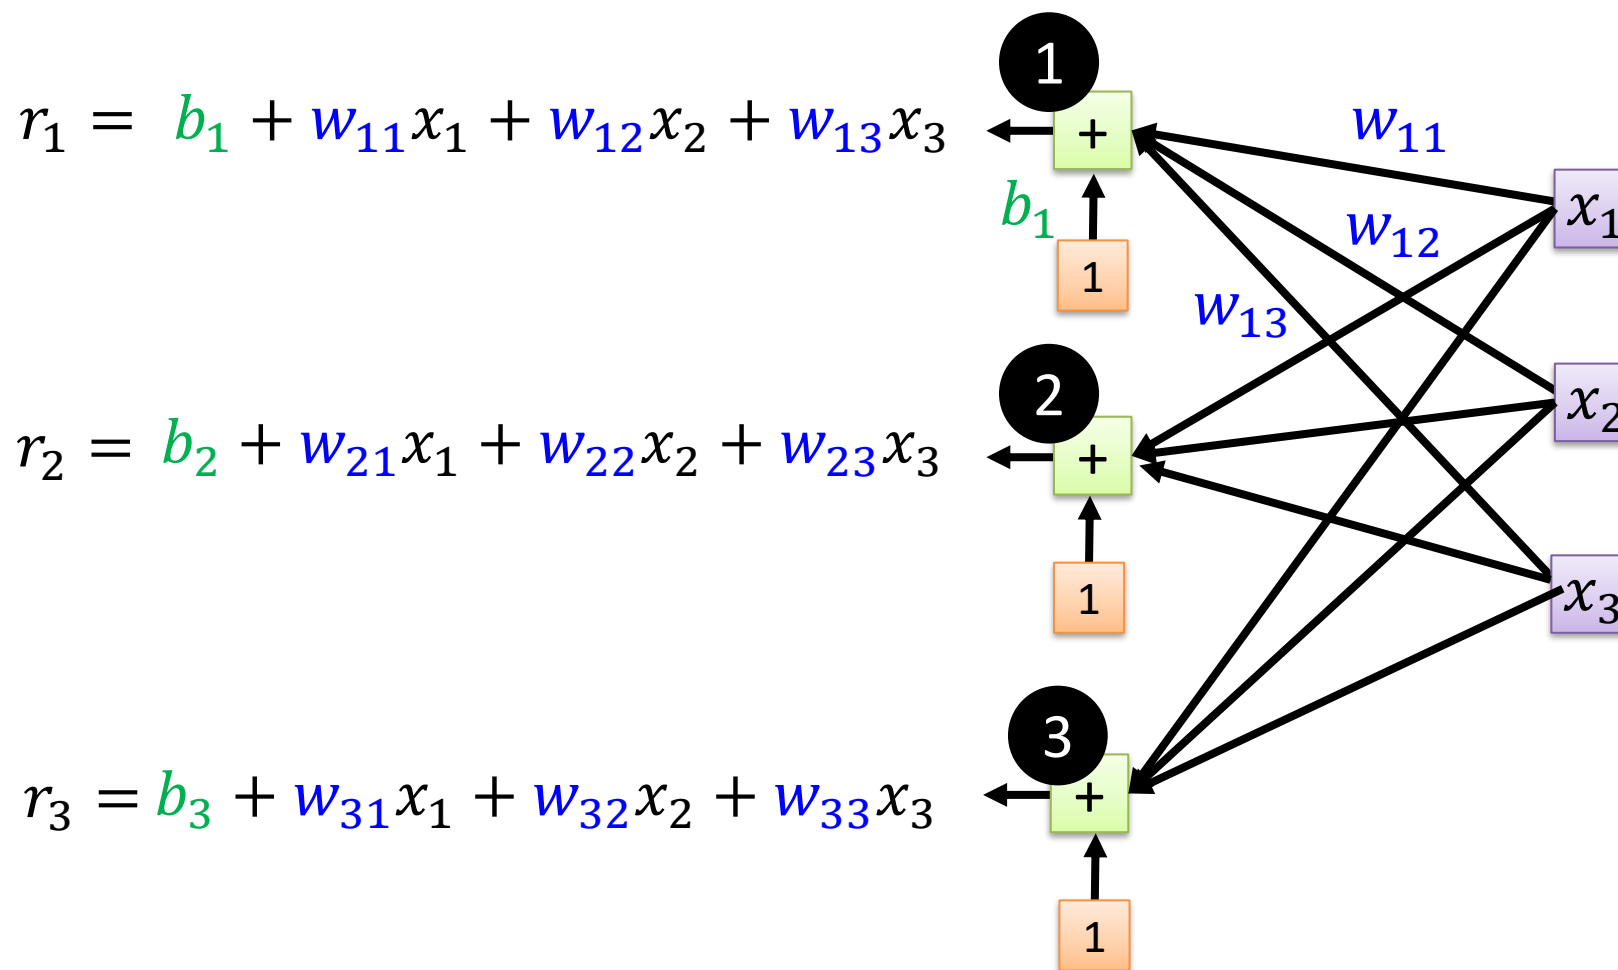 1
r₁ = b₁ + w₁₁x₁ + w₁₂x₂ + w₁₃x₃
+
w₁₁
x₁
b₁
w₁₂
1
w₁₃
2
x₂
r₂ = b₂ + w₂₁x₁ + w₂₂x₂ + w₂₃x₃
+
1
x₃
3
r₃ = b₃ + w₃₁x₁ + w₃₂x₂ + w₃₃x₃
+
1